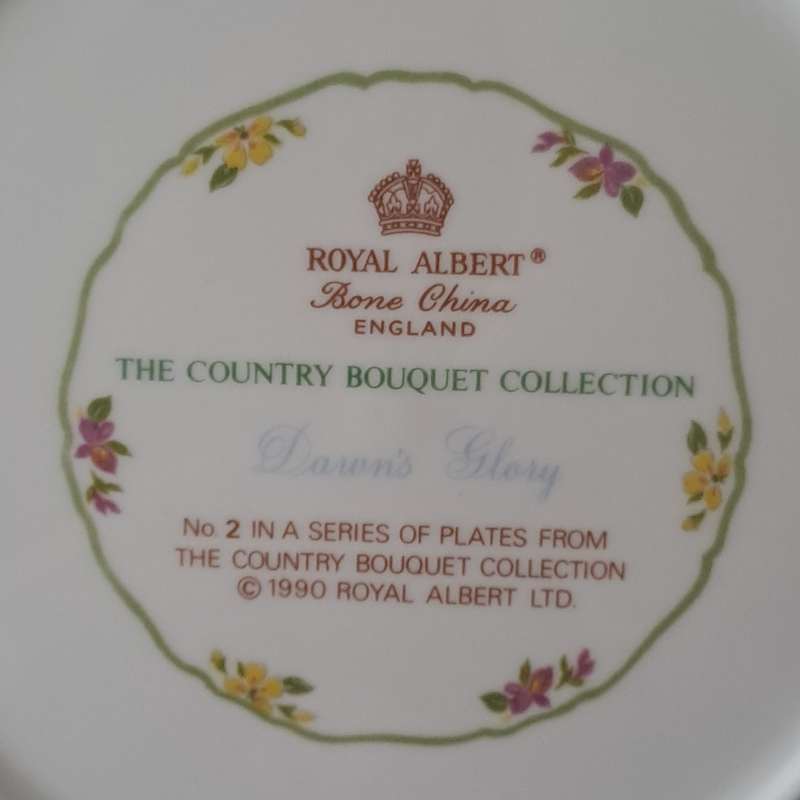 ROYAL ALBERT®
Bone China
ENGLAND
THE COUNTRY BOUQUET COLLECTION
Dawn's Glory
No. 2 IN A SERIES OF PLATES FROM
THE COUNTRY BOUQUET COLLECTION
© 1990 ROYAL ALBERT LTD.